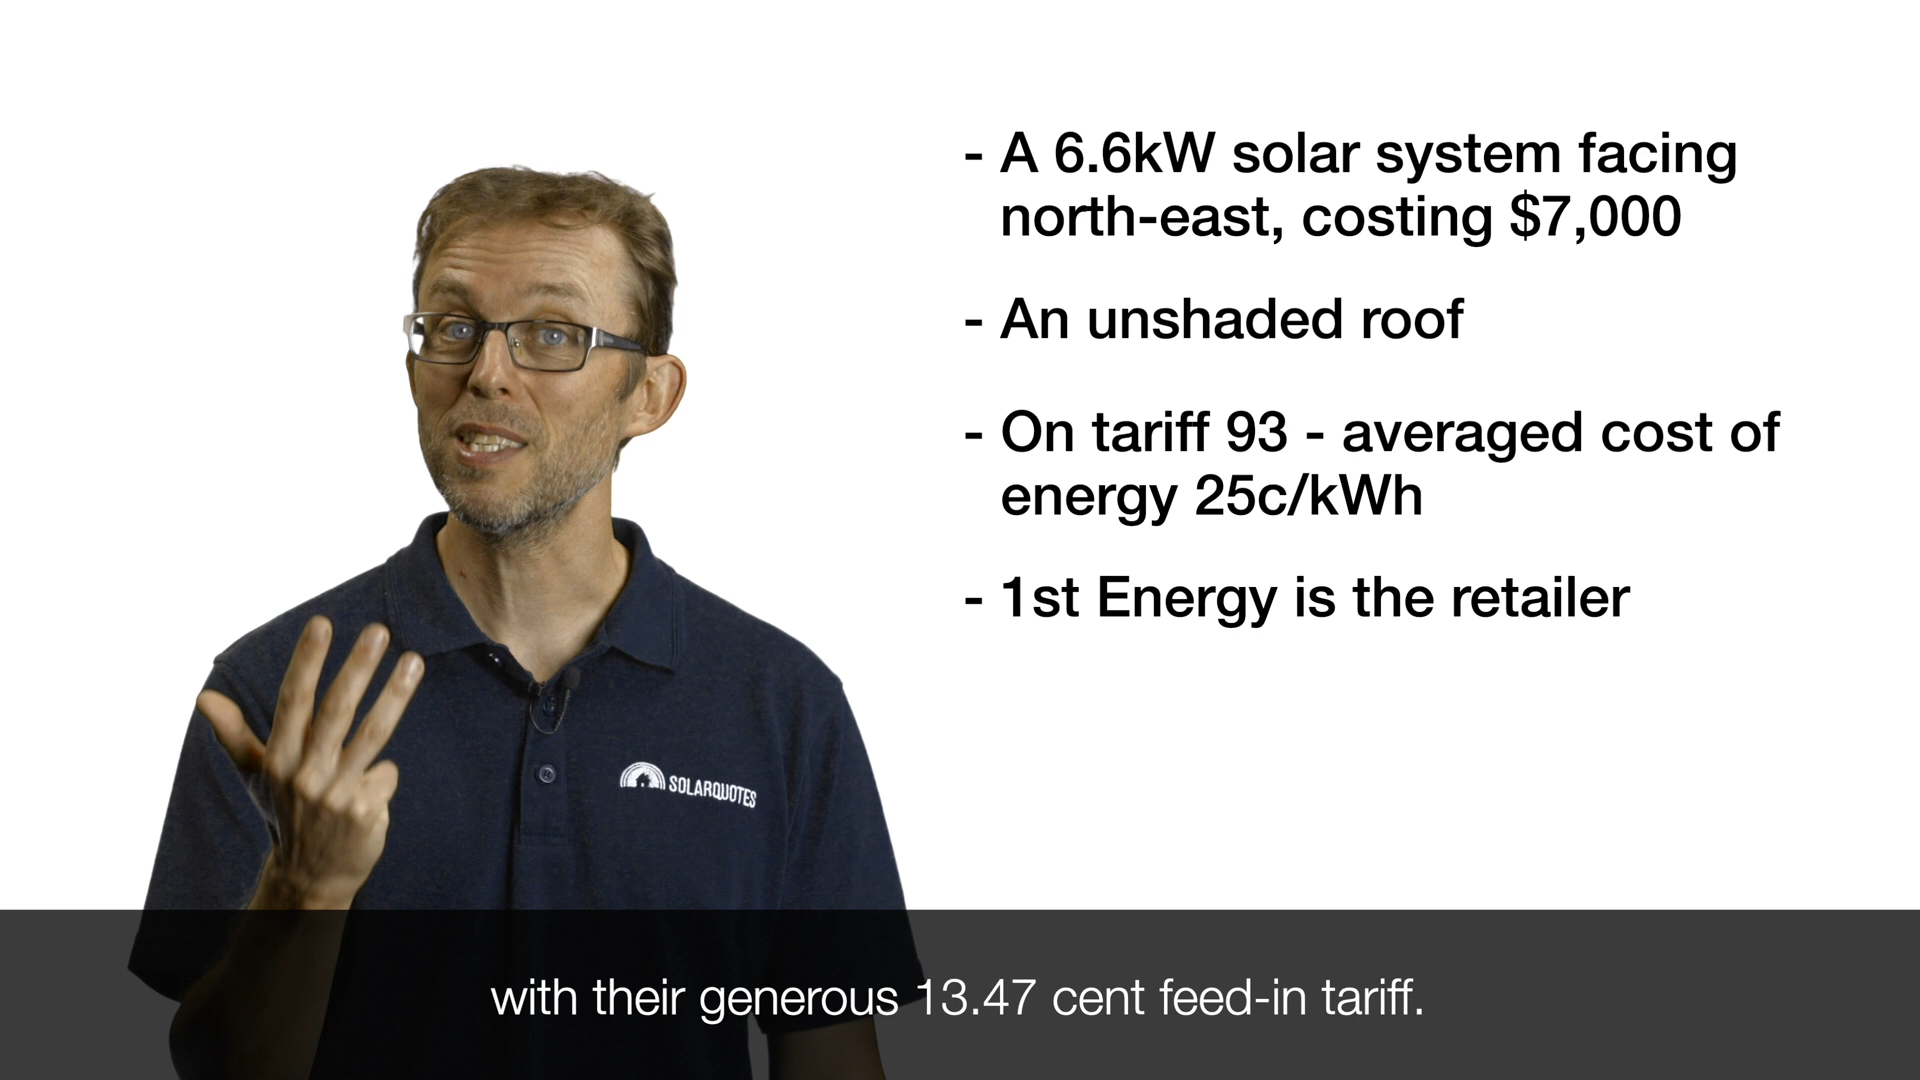 - A 6.6kW solar system facing
north-east, costing $7,000
- An unshaded roof
- On tariff 93 - averaged cost of
energy 25c/kWh
- 1st Energy is the retailer
SOLARQUOTES
with their generous 13.47 cent feed-in tariff.